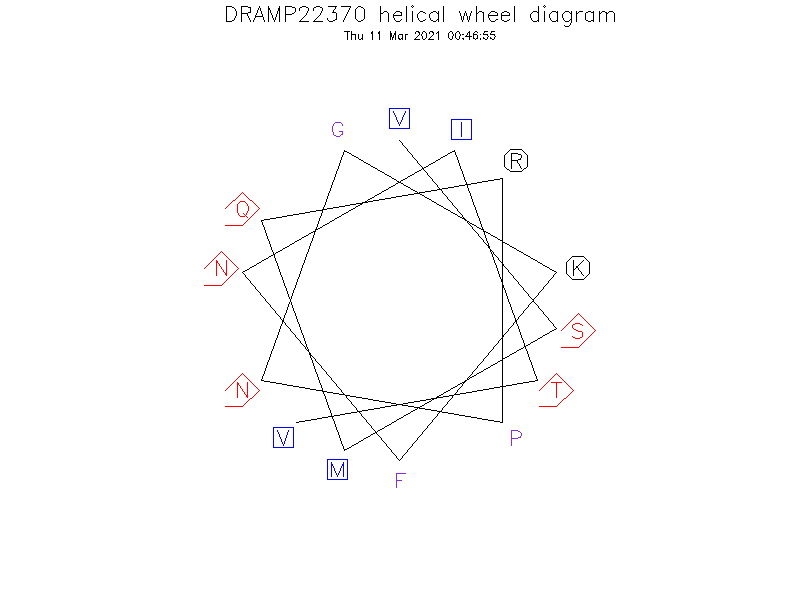 DRAMP22370 helical wheel diagram
Thu 11 Mar 2021 00:46:55
V
I
G
R
Q
N
K
S
N
T
V
P
M
F